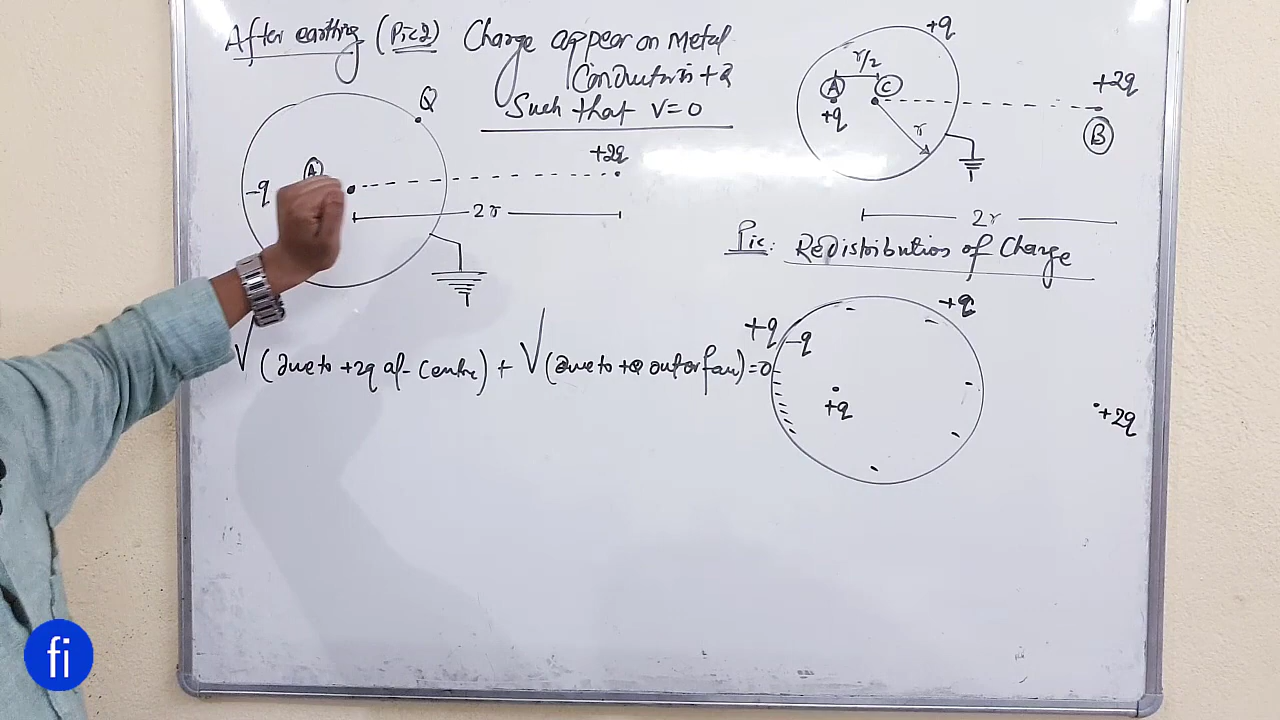 After earthing (Pic2) Charge appear on Metal
Conductor is +Q
Such that V=0
Q
A
-q
+2q
2r
+q
r/2
A
C
+q
r
+2q
B
2r
Pic: Redistribution of Charge
V (due to +2q at centre) + V (due to +Q outer face) = 0
+q
-q
+q
+q
+2q
fi